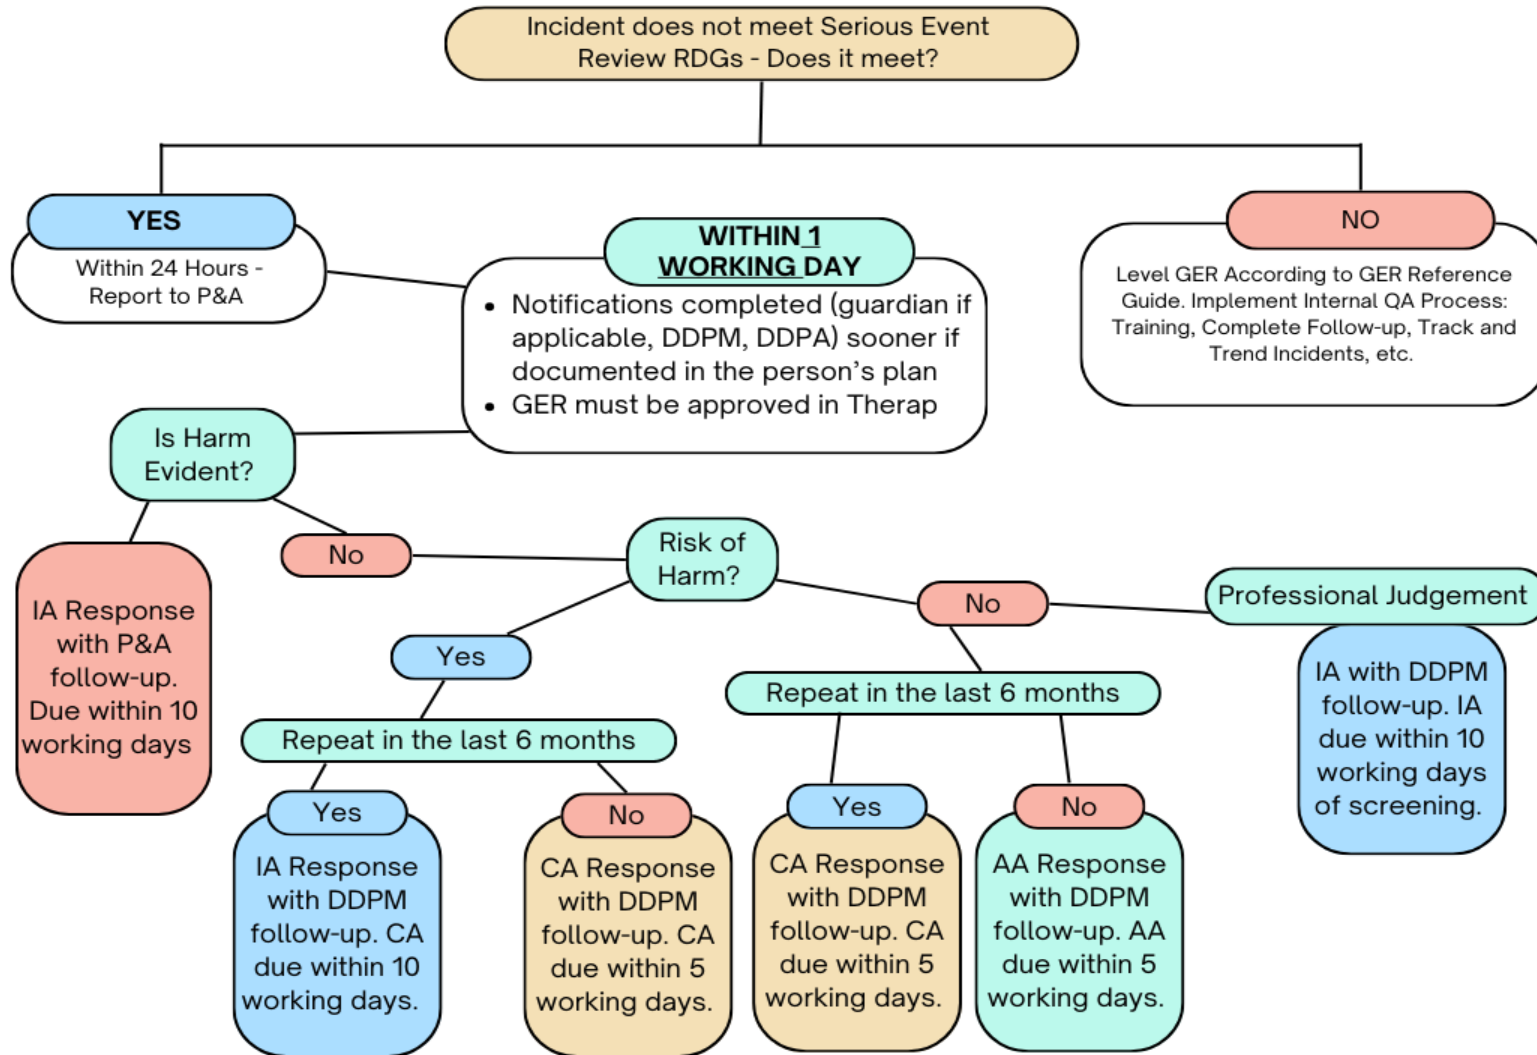 Incident does not meet Serious Event
Review RDGs - Does it meet?
YES
Within 24 Hours -
Report to P&A
WITHIN 1
WORKING DAY
• Notifications completed (guardian if
applicable, DDPM, DDPA) sooner if
documented in the person's plan
• GER must be approved in Therap
NO
Level GER According to GER Reference
Guide. Implement Internal QA Process:
Training, Complete Follow-up, Track and
Trend Incidents, etc.
Is Harm
Evident?
IA Response
with P&A
follow-up.
Due within 10
working days
No
Risk of
Harm?
Yes
Repeat in the last 6 months
Yes
IA Response
with DDPM
follow-up. CA
due within 10
working days.
No
CA Response
with DDPM
follow-up. CA
due within 5
working days.
No
Repeat in the last 6 months
Yes
CA Response
with DDPM
follow-up. CA
due within 5
working days.
No
AA Response
with DDPM
follow-up. AA
due within 5
working days.
Professional Judgement
IA with DDPM
follow-up. IA
due within 10
working days
of screening.